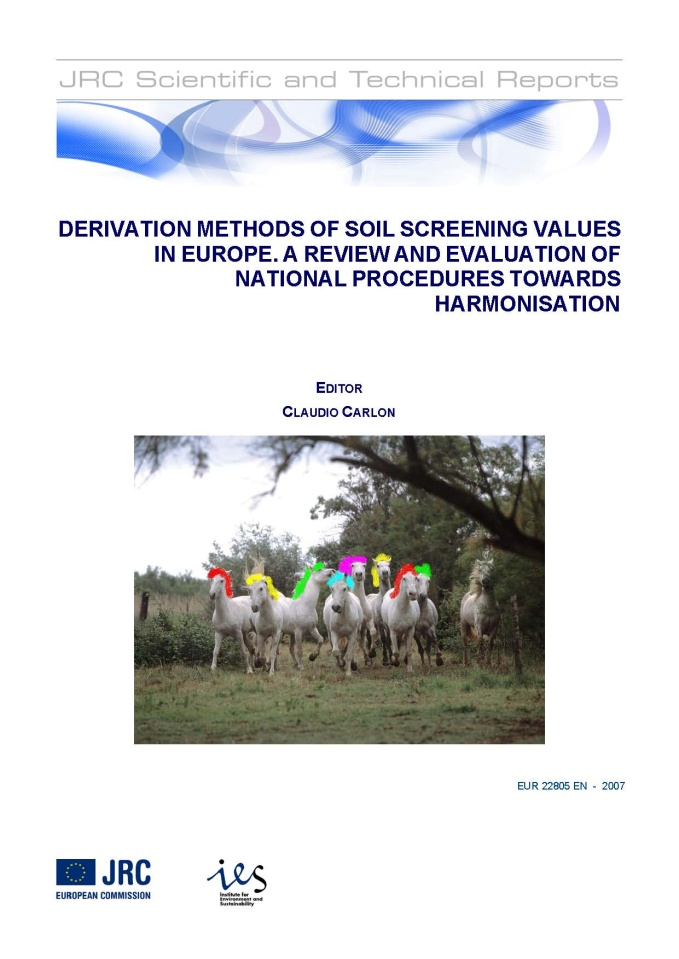 JRC Scientific and Technical Reports
DERIVATION METHODS OF SOIL SCREENING VALUES
IN EUROPE. A REVIEW AND EVALUATION OF
NATIONAL PROCEDURES TOWARDS
HARMONISATION
EDITOR
CLAUDIO CARLON
EUR 22805 EN - 2007
JRC
EUROPEAN COMMISSION
ies
Institute for
Environment and
Sustainability